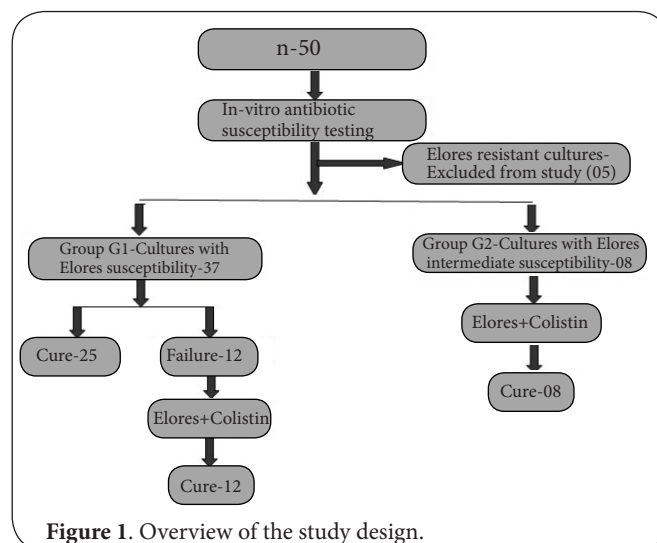 n-50
In-vitro antibiotic
susceptibility testing
Elores resistant cultures-
Excluded from study (05)
Group G1-Cultures with
Elores susceptibility-37
Group G2-Cultures with Elores
intermediate susceptibility-08
Cure-25
Failure-12
Elores+Colistin
Elores+Colistin
Cure-08
Cure-12
Figure 1. Overview of the study design.